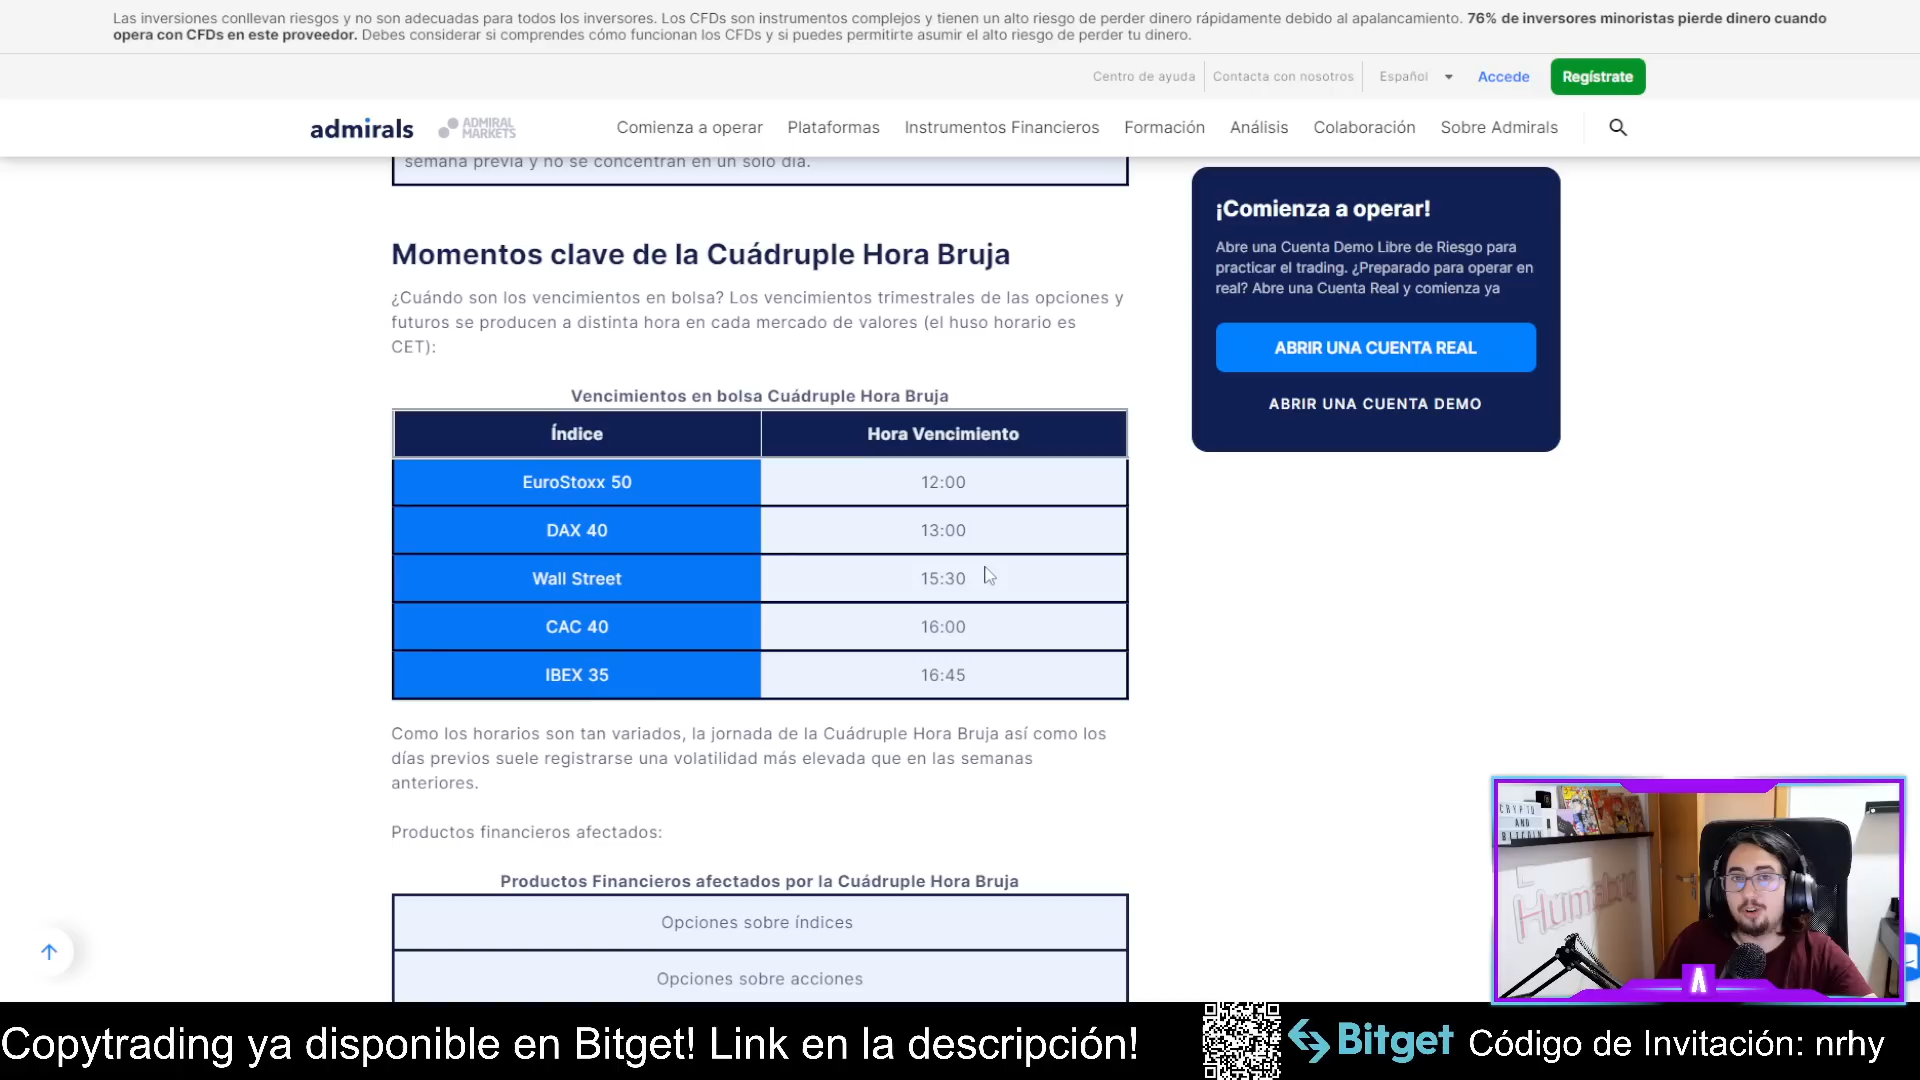 Las inversiones conllevan riesgos y no son adecuadas para todos los inversores. Los CFDs son instrumentos complejos y tienen un alto riesgo de perder dinero rápidamente debido al apalancamiento. 76% de inversores minoristas pierde dinero cuando
opera con CFDs en este proveedor. Debes considerar si comprendes cómo funcionan los CFDs y si puedes permitirte asumir el alto riesgo de perder tu dinero.
Centro de ayuda
Contacta con nosotros
Español
Accede
Regístrate
admirals
ADMIRAL
MARKETS
Comienza a operar
Plataformas
Instrumentos Financieros
Formación
Análisis
Colaboración
Sobre Admirals
semana previa y no se concentran en un solo día.
Momentos clave de la Cuádruple Hora Bruja
¿Cuándo son los vencimientos en bolsa? Los vencimientos trimestrales de las opciones y
futuros se producen a distinta hora en cada mercado de valores (el huso horario es
CET):
Vencimientos en bolsa Cuádruple Hora Bruja
Índice Hora Vencimiento
EuroStoxx 50 12:00
DAX 40 13:00
Wall Street 15:30
CAC 40 16:00
IBEX 35 16:45
Como los horarios son tan variados, la jornada de la Cuádruple Hora Bruja así como los
días previos suele registrarse una volatilidad más elevada que en las semanas
anteriores.
Productos financieros afectados:
Productos Financieros afectados por la Cuádruple Hora Bruja
Opciones sobre índices
Opciones sobre acciones
¡Comienza a operar!
Abre una Cuenta Demo Libre de Riesgo para
practicar el trading. ¿Preparado para operar en
real? Abre una Cuenta Real y comienza ya
ABRIR UNA CUENTA REAL
ABRIR UNA CUENTA DEMO
CRYPTO
AND
BITCOIN
Copytrading ya disponible en Bitget! Link en la descripción!
Bitget
Código de Invitación: nrhy